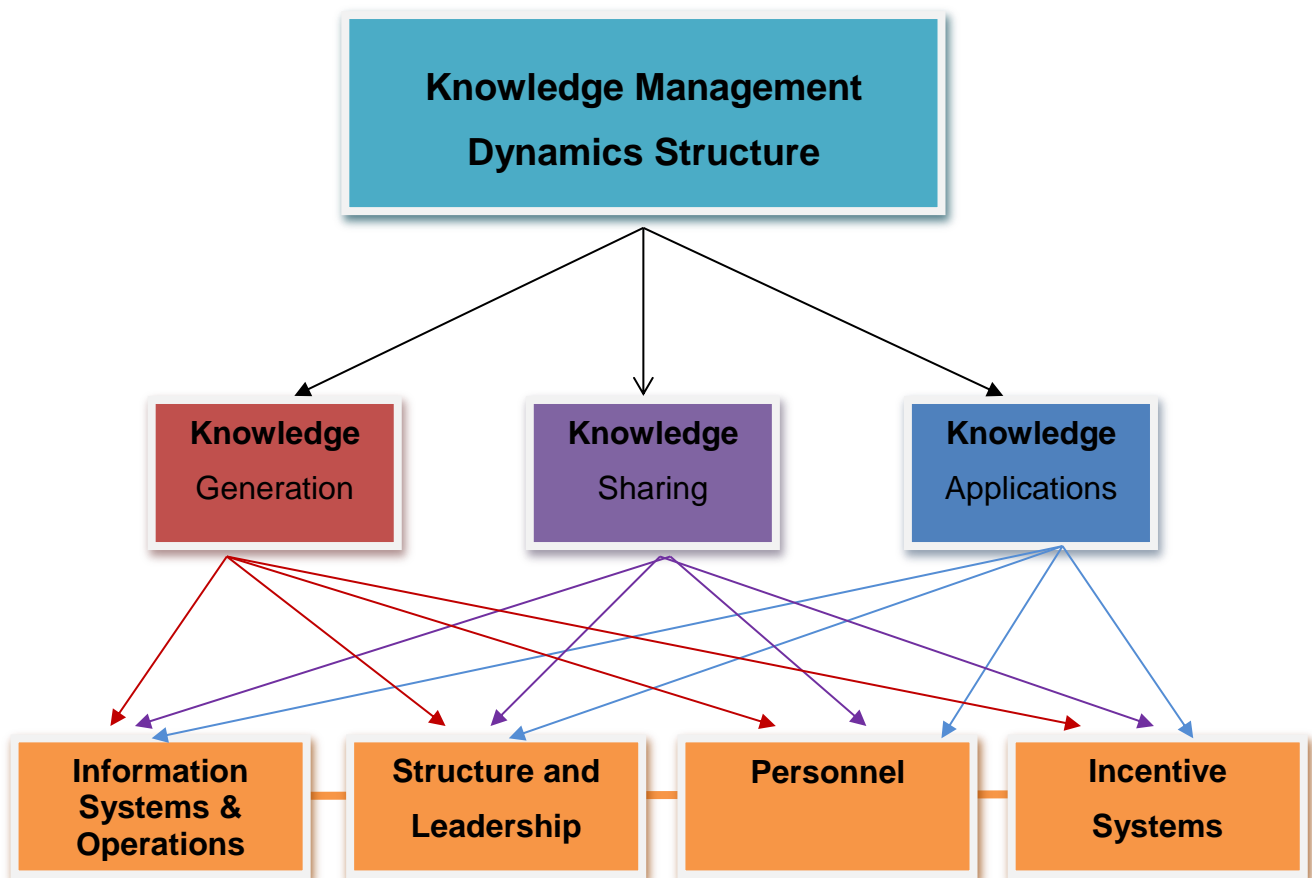 Knowledge Management
Dynamics Structure
Knowledge
Generation
Knowledge
Sharing
Knowledge
Applications
Information
Systems &
Operations
Structure and
Leadership
Personnel
Incentive
Systems